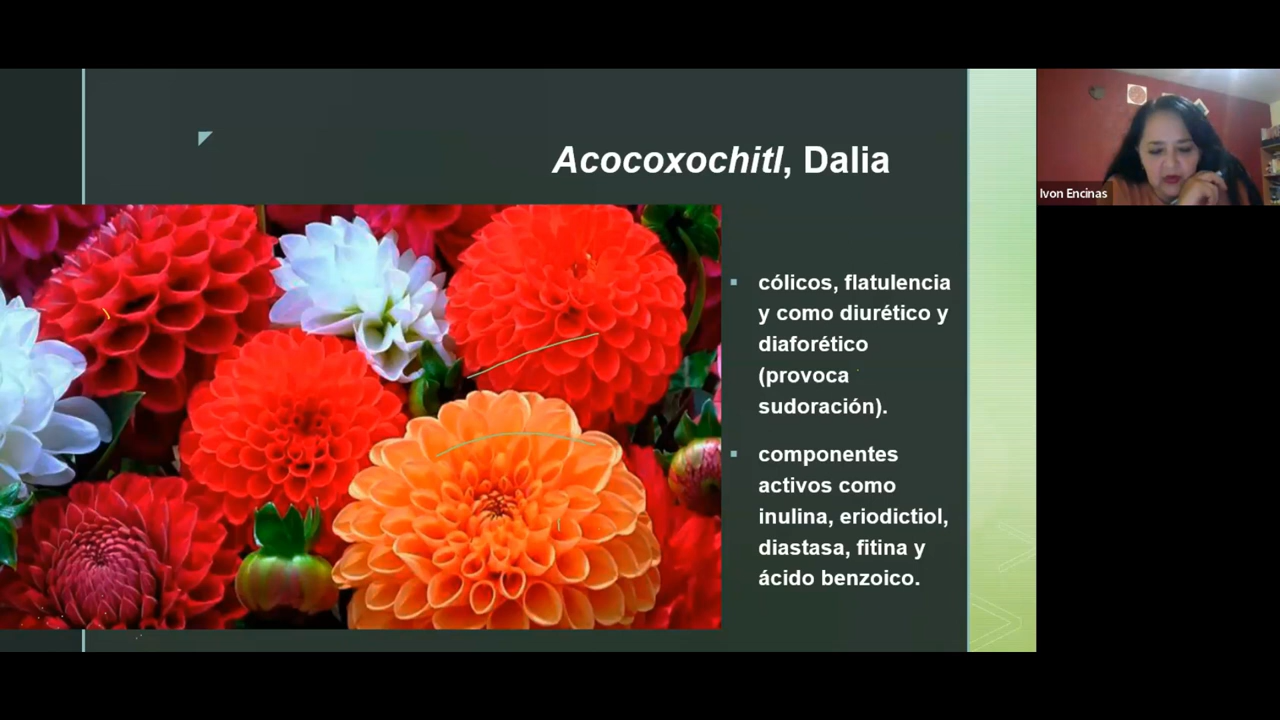 Acocoxochitl, Dalia
cólicos, flatulencia
y como diurético y
diaforético
(provoca
sudoración).
componentes
activos como
inulina, eriodictiol,
diastasa, fitina y
ácido benzoico.
Ivon Encinas